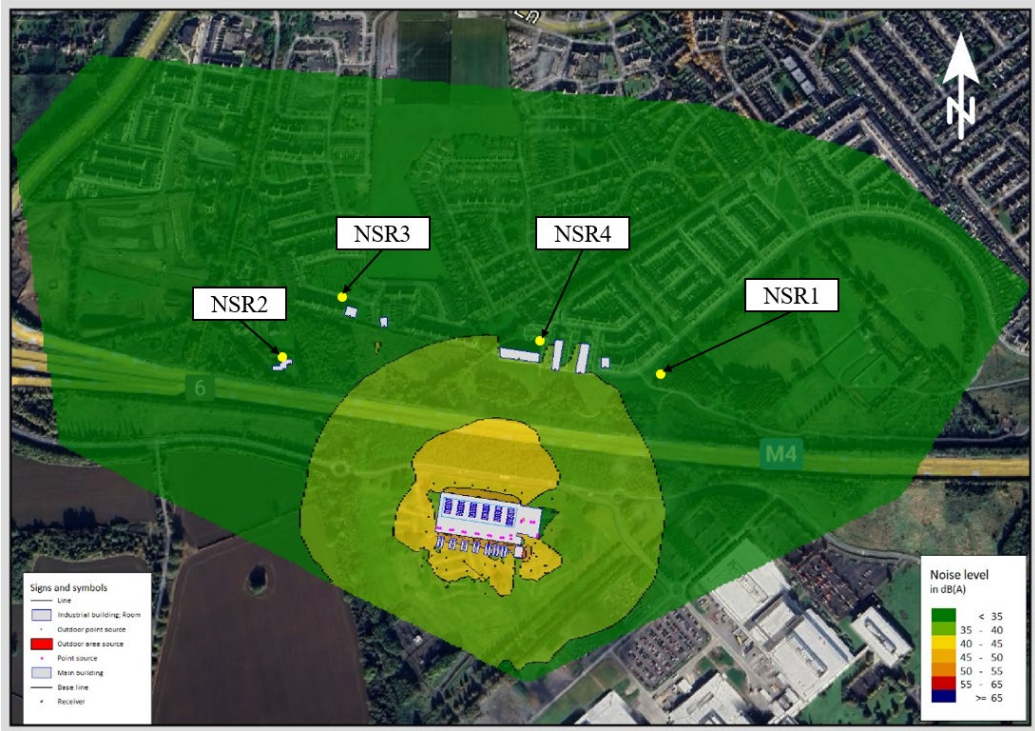 N
NSR3
NSR4
NSR2
NSR1
6
M4
Signs and symbols
Line
Industrial building; Room
Outdoor point source
Outdoor area source
Point source
Main building
Base line
Receiver
Noise level
in dB(A)
< 35
35 - 40
40 - 45
45 - 50
50 - 55
55 - 65
>= 65